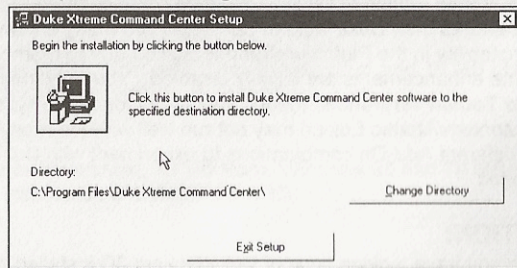 Duke Xtreme Command Center Setup
Begin the installation by clicking the button below.
Click this button to install Duke Xtreme Command Center software to the
specified destination directory.
Directory:
C:\Program Files\Duke Xtreme Command Center\
Change Directory
Exit Setup